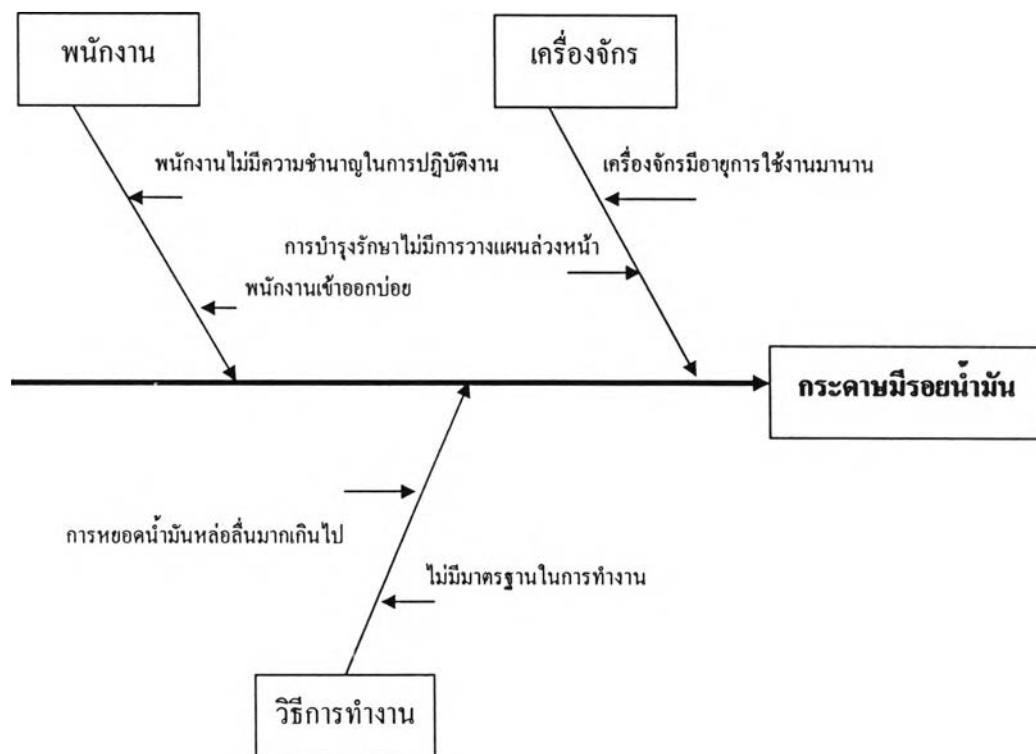 พนักงาน
เครื่องจักร
พนักงานไม่มีความชำนาญในการปฏิบัติงาน
เครื่องจักรมีอายุการใช้งานมานาน
การบำรุงรักษาไม่มีการวางแผนล่วงหน้า
พนักงานเข้าออกบ่อย
กระดาษมีรอยน้ำมัน
การหยอดน้ำมันหล่อลื่นมากเกินไป
ไม่มีมาตรฐานในการทำงาน
วิธีการทำงาน